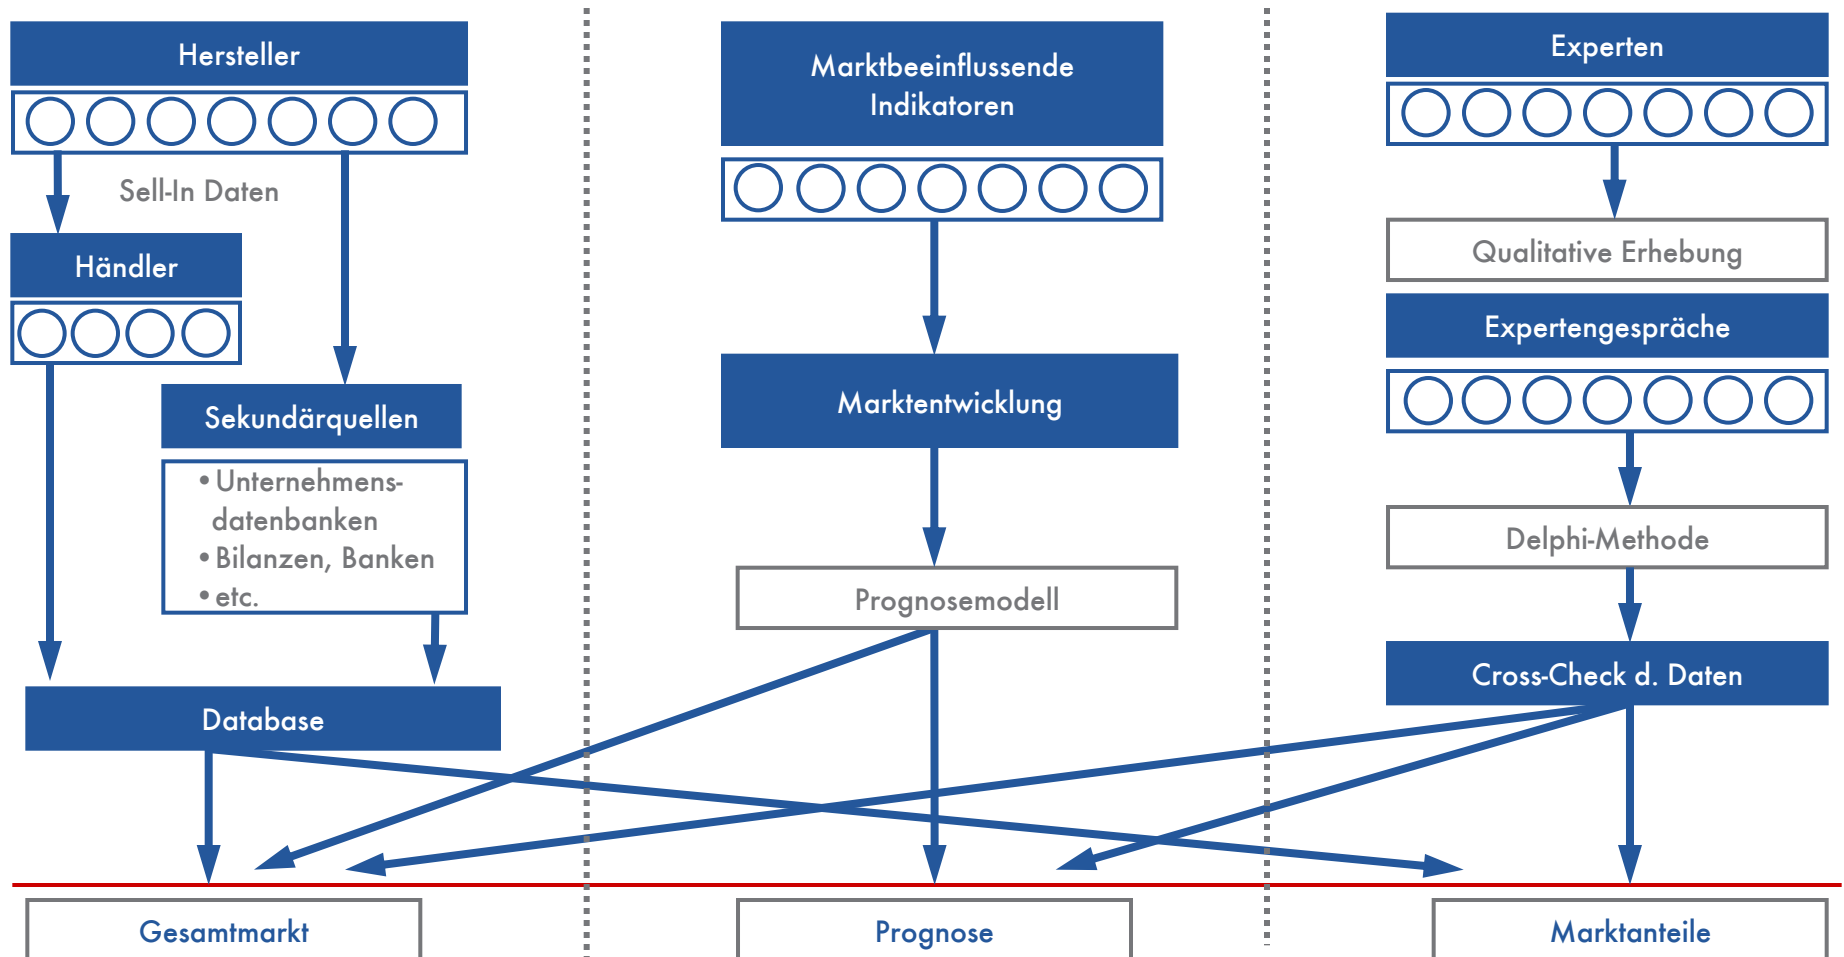 Hersteller
Sell-In Daten
Händler
Sekundärquellen
•Unternehmens-
datenbanken
•Bilanzen, Banken
•etc.
Database
Gesamtmarkt
Marktbeeinflussende
Indikatoren
Marktentwicklung
Prognosemodell
Prognose
Experten
Qualitative Erhebung
Expertengespräche
Delphi-Methode
Cross-Check d. Daten
Marktanteile